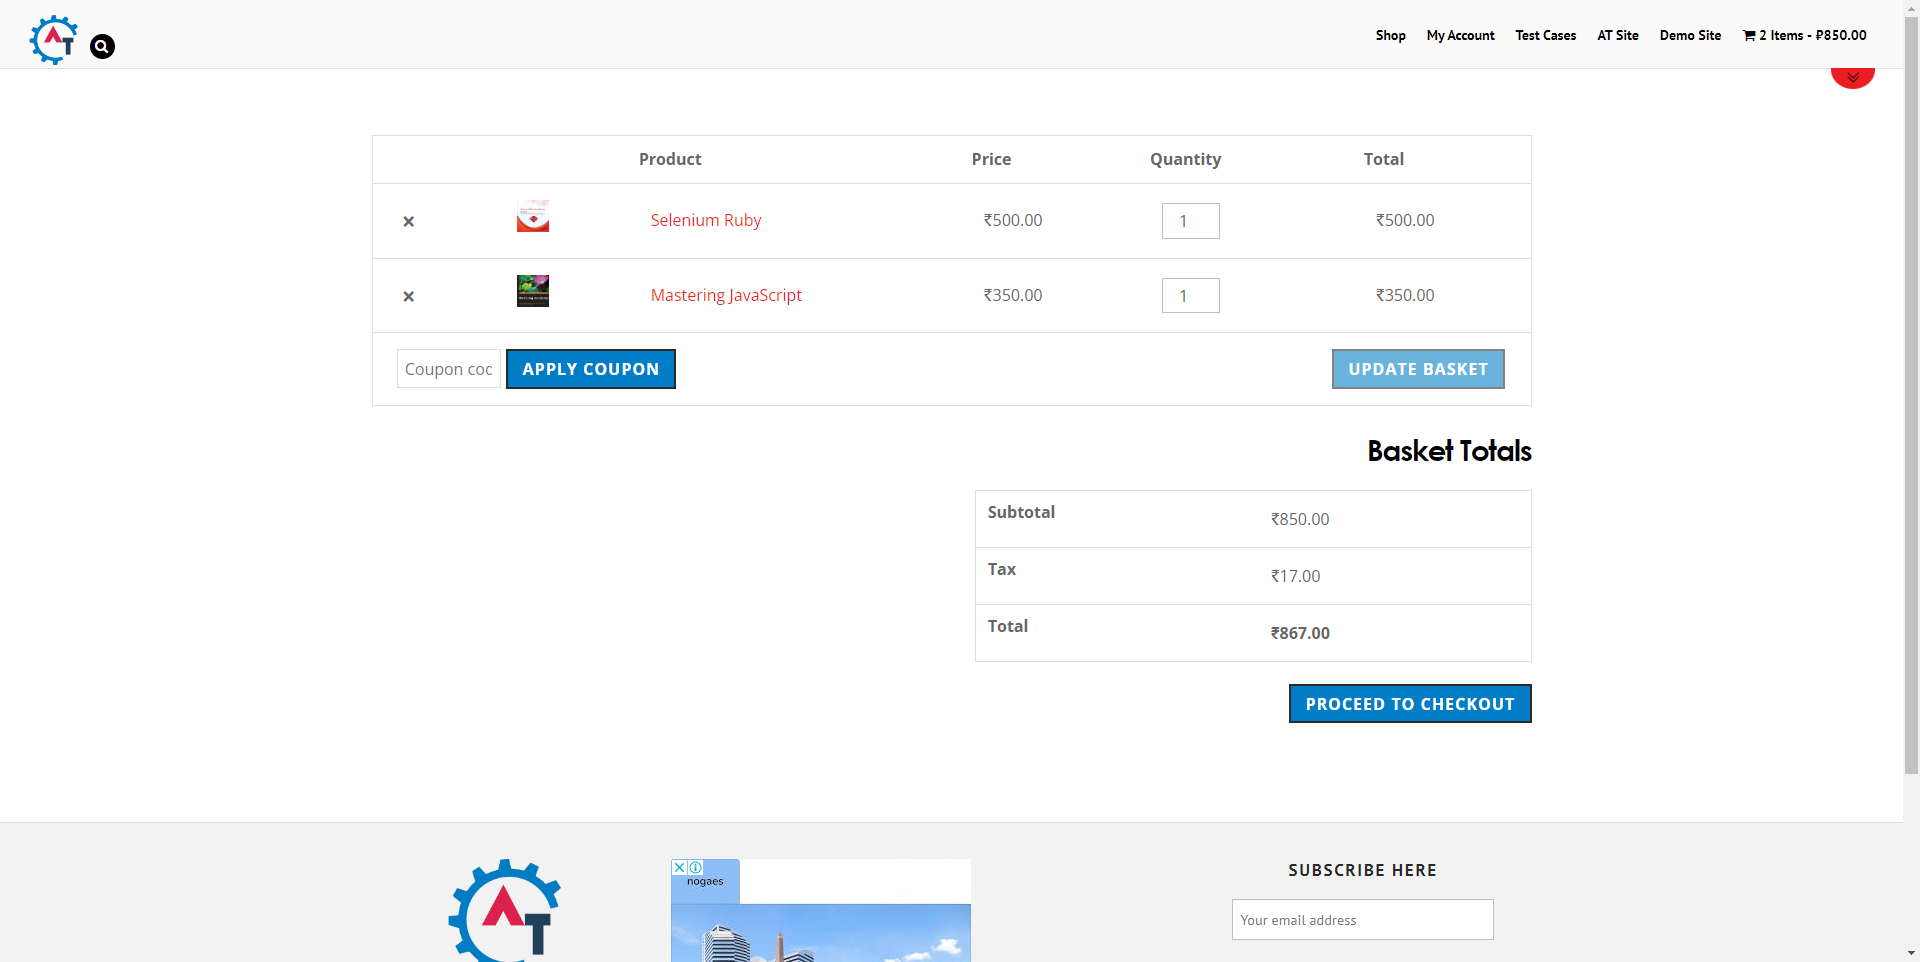 AT
Shop My Account Test Cases AT Site Demo Site 2 Items - ₽850.00
Product Price Quantity Total
× Selenium Ruby ₹500.00 1 ₹500.00
× Mastering JavaScript ₹350.00 1 ₹350.00
Coupon coc APPLY COUPON UPDATE BASKET
Basket Totals
Subtotal ₹850.00
Tax ₹17.00
Total ₹867.00
PROCEED TO CHECKOUT
AT
nogaes
SUBSCRIBE HERE
Your email address